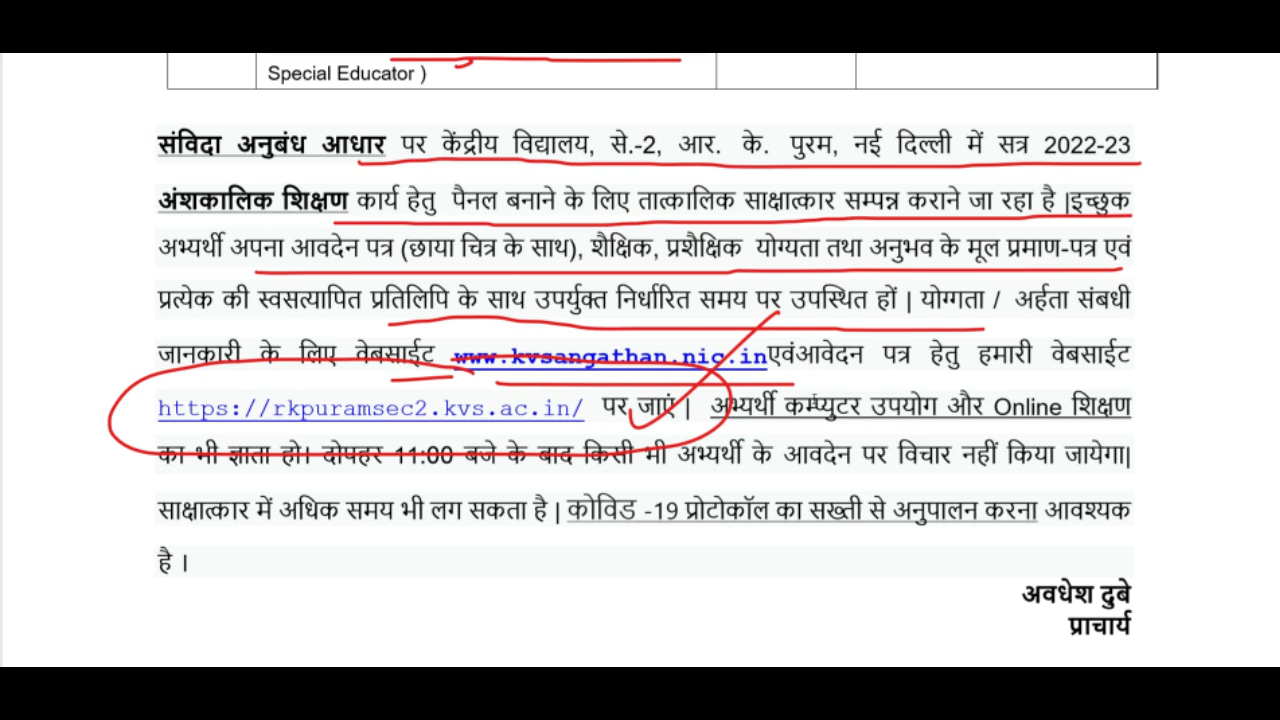 Special Educator )
संविदा अनुबंध आधार पर केंद्रीय विद्यालय, से.-2, आर. के. पुरम, नई दिल्ली में सत्र 2022-23
अंशकालिक शिक्षण कार्य हेतु पैनल बनाने के लिए तात्कालिक साक्षात्कार सम्पन्न कराने जा रहा है |इच्छुक
अभ्यर्थी अपना आवदेन पत्र (छाया चित्र के साथ), शैक्षिक, प्रशैक्षिक योग्यता तथा अनुभव के मूल प्रमाण-पत्र एवं
प्रत्येक की स्वसत्यापित प्रतिलिपि के साथ उपर्युक्त निर्धारित समय पर उपस्थित हों | योग्गता / अर्हता संबधी
जानकारी के लिए वेबसाईट www.kvsangathan.nic.inएवंआवेदन पत्र हेतु हमारी वेबसाईट
https://rkpuramsec2.kvs.ac.in/ पर जाएं | अभ्यर्थी कम्प्युटर उपयोग और Online शिक्षण
का भी ज्ञाता हो। दोपहर 11:00 बजे के बाद किसी भी अभ्यर्थी के आवदेन पर विचार नहीं किया जायेगा|
साक्षात्कार में अधिक समय भी लग सकता है | कोविड -19 प्रोटोकॉल का सख्ती से अनुपालन करना आवश्यक
है ।
अवधेश दुबे
प्राचार्य